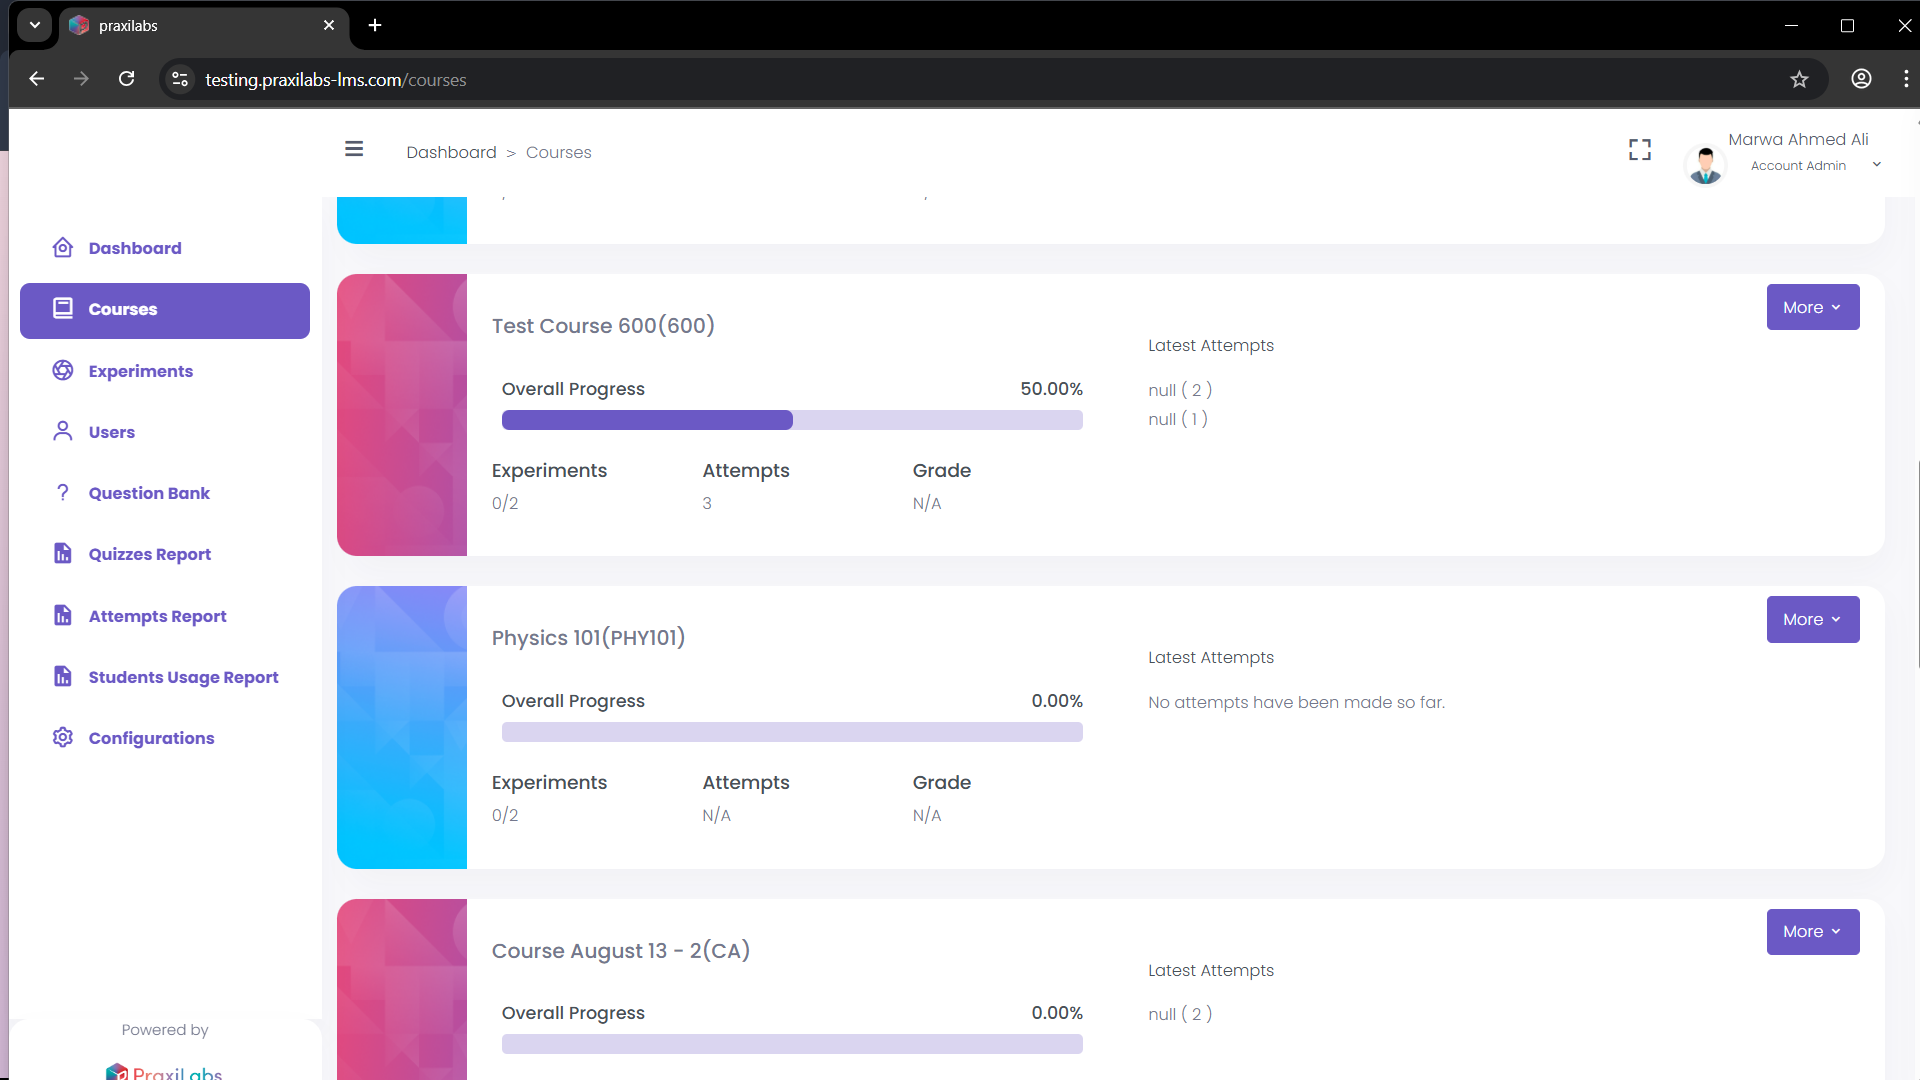 praxilabs
testing.praxilabs-lms.com/courses
Dashboard > Courses
Marwa Ahmed Ali
Account Admin
Dashboard
Courses
Experiments
Users
Question Bank
Quizzes Report
Attempts Report
Students Usage Report
Configurations
Powered by
PraxiLabs
Test Course 600(600)
More
Overall Progress 50.00%
Experiments Attempts Grade
0/2 3 N/A
Latest Attempts
null ( 2 )
null ( 1 )
Physics 101(PHY101)
More
Overall Progress 0.00%
Experiments Attempts Grade
0/2 N/A N/A
Latest Attempts
No attempts have been made so far.
Course August 13 - 2(CA)
More
Overall Progress 0.00%
Latest Attempts
null ( 2 )